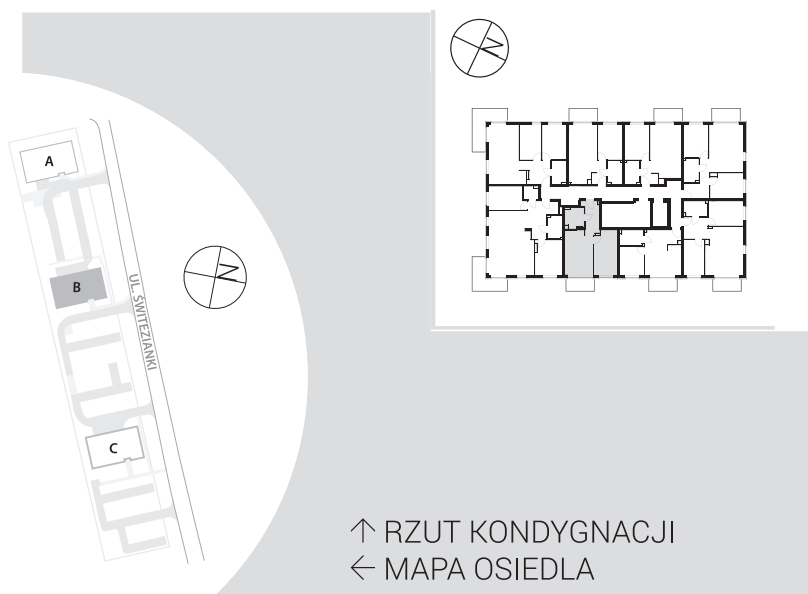 N
A
B
N
UL. ŚWITEZIANKI
C
↑ RZUT KONDYGNACJI
← MAPA OSIEDLA